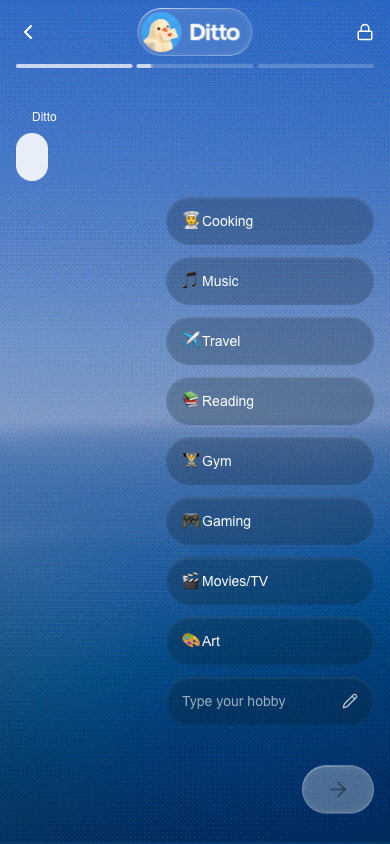 Ditto
Ditto
Cooking
Music
Travel
Reading
Gym
Gaming
Movies/TV
Art
Type your hobby